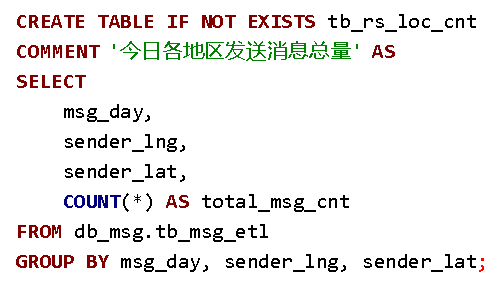 CREATE TABLE IF NOT EXISTS tb_rs_loc_cnt
COMMENT '今日各地区发送消息总量' AS
SELECT
    msg_day,
    sender_lng,
    sender_lat,
    COUNT(*) AS total_msg_cnt
FROM db_msg.tb_msg_etl
GROUP BY msg_day, sender_lng, sender_lat;